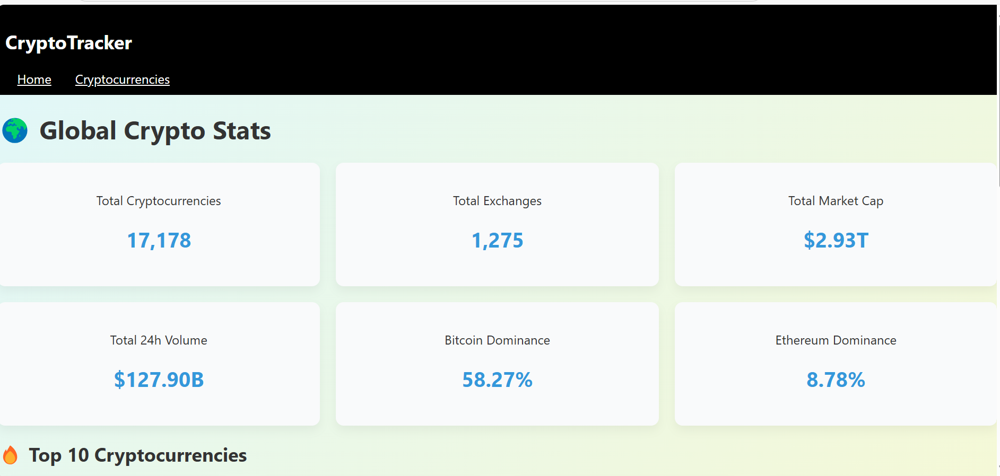 CryptoTracker
Home Cryptocurrencies
Global Crypto Stats
Total Cryptocurrencies
17,178
Total Exchanges
1,275
Total Market Cap
$2.93T
Total 24h Volume
$127.90B
Bitcoin Dominance
58.27%
Ethereum Dominance
8.78%
Top 10 Cryptocurrencies